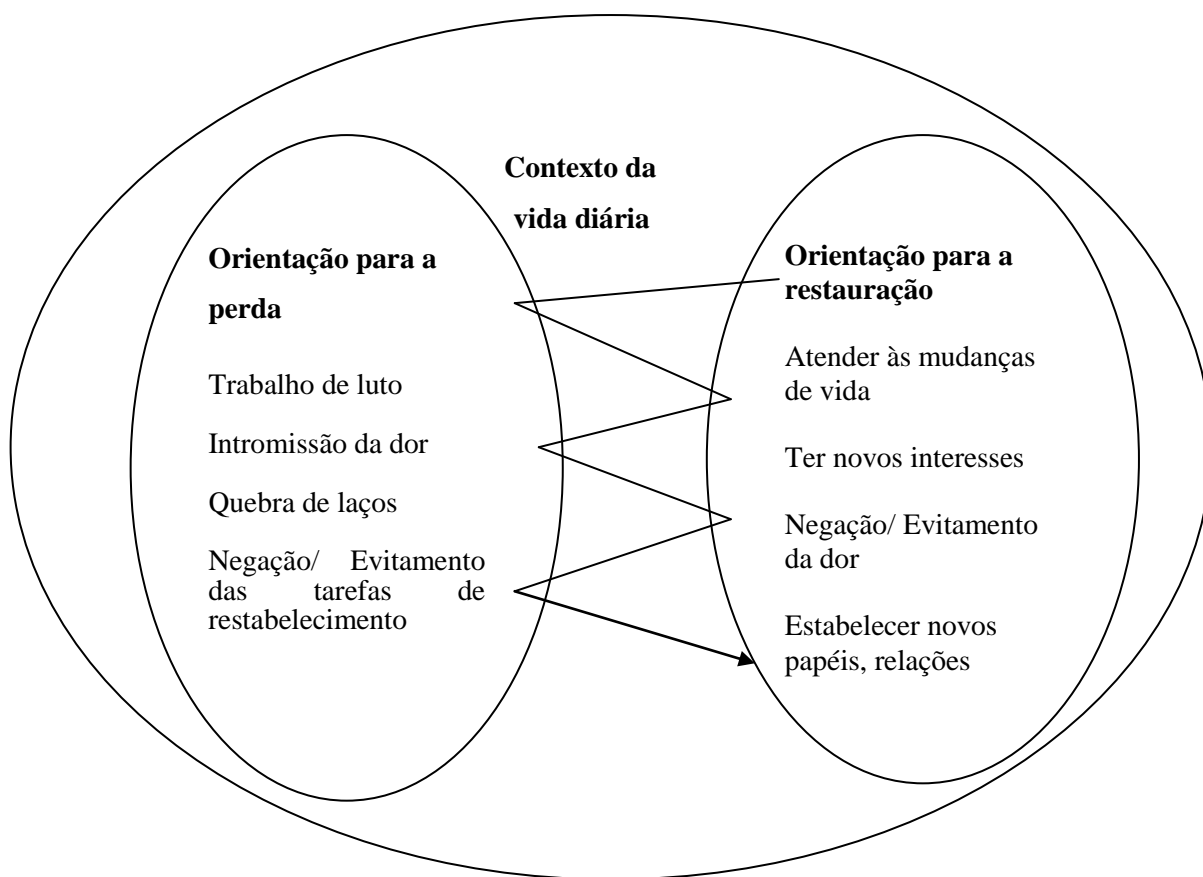 Contexto da
vida diária
Orientação para a
perda
Trabalho de luto
Intromissão da dor
Quebra de laços
Negação/ Evitamento
das tarefas de
restabelecimento
Orientação para a
restauração
Atender às mudanças
de vida
Ter novos interesses
Negação/ Evitamento
da dor
Estabelecer novos
papéis, relações